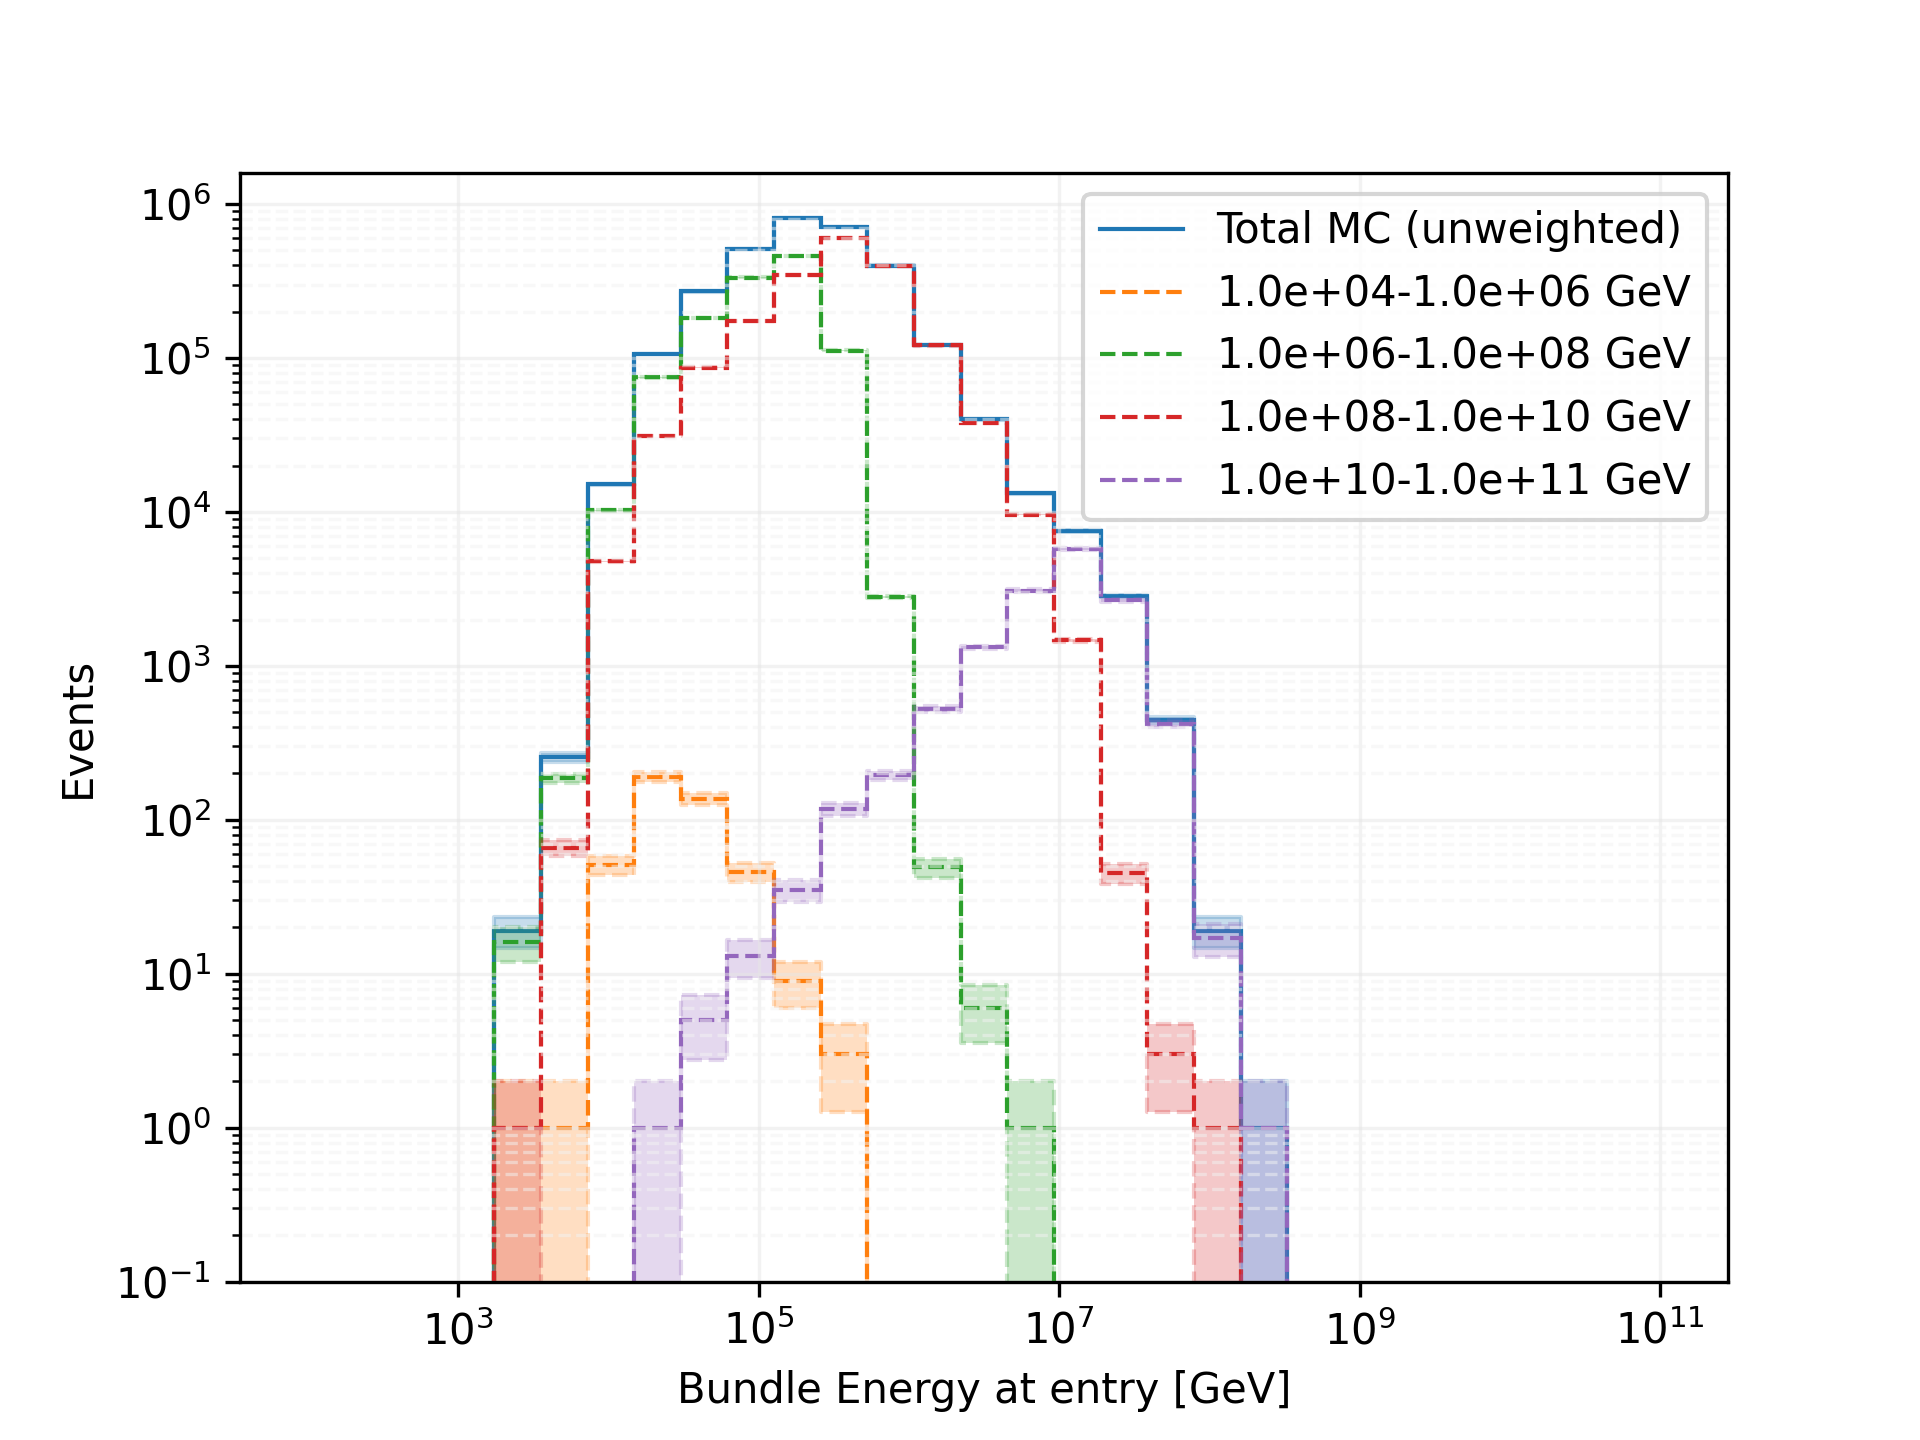 10⁶
10⁵
10⁴
10³
10²
10¹
10⁰
10⁻¹
Events
Total MC (unweighted)
1.0e+04-1.0e+06 GeV
1.0e+06-1.0e+08 GeV
1.0e+08-1.0e+10 GeV
1.0e+10-1.0e+11 GeV
10³ 10⁵ 10⁷ 10⁹ 10¹¹
Bundle Energy at entry [GeV]